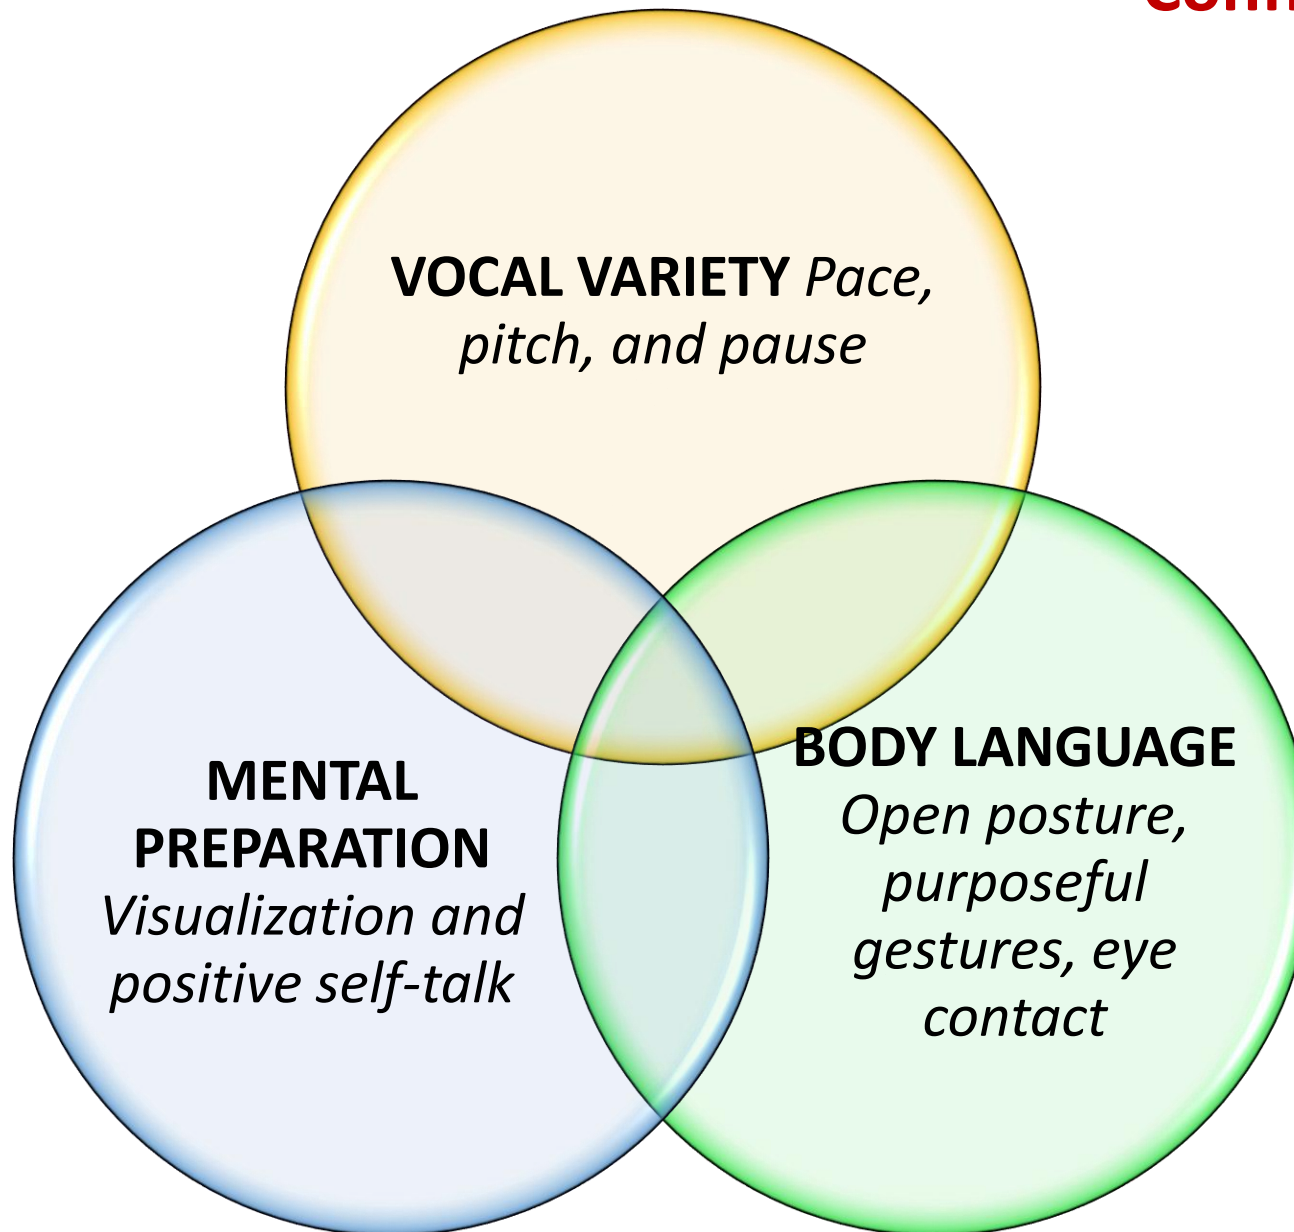 VOCAL VARIETY Pace,
pitch, and pause
MENTAL
PREPARATION
Visualization and
positive self-talk
BODY LANGUAGE
Open posture,
purposeful
gestures, eye
contact